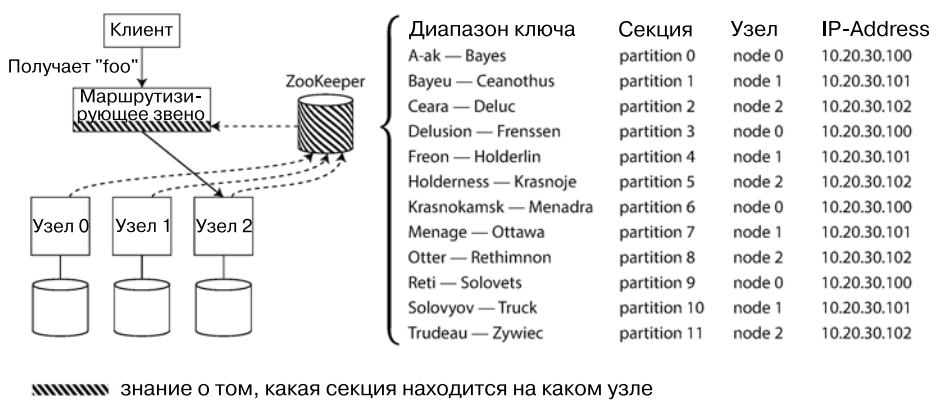 Клиент
Получает "foo"
Маршрутизи-
рующее звено
ZooKeeper
Узел 0
Узел 1
Узел 2
Диапазон ключа Секция Узел IP-Address
A-ak — Bayes partition 0 node 0 10.20.30.100
Bayeu — Ceanothus partition 1 node 1 10.20.30.101
Ceara — Deluc partition 2 node 2 10.20.30.102
Delusion — Frenssen partition 3 node 0 10.20.30.100
Freon — Holderlin partition 4 node 1 10.20.30.101
Holderness — Krasnoje partition 5 node 2 10.20.30.102
Krasnokamsk — Menadra partition 6 node 0 10.20.30.100
Menage — Ottawa partition 7 node 1 10.20.30.101
Otter — Rethimnon partition 8 node 2 10.20.30.102
Reti — Solovets partition 9 node 0 10.20.30.100
Solovyov — Truck partition 10 node 1 10.20.30.101
Trudeau — Zywiec partition 11 node 2 10.20.30.102
знание о том, какая секция находится на каком узле